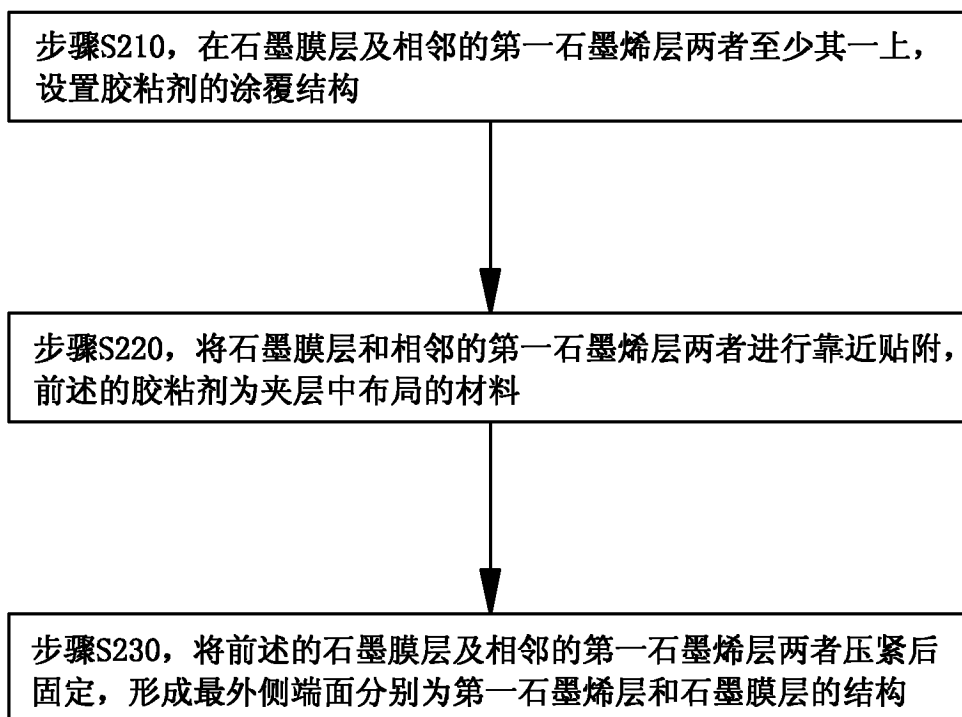 步骤S210，在石墨膜层及相邻的第一石墨烯层两者至少其一上，
设置胶粘剂的涂覆结构
步骤S220，将石墨膜层和相邻的第一石墨烯层两者进行靠近贴附，
前述的胶粘剂为夹层中布局的材料
步骤S230，将前述的石墨膜层及相邻的第一石墨烯层两者压紧后
固定，形成最外侧端面分别为第一石墨烯层和石墨膜层的结构